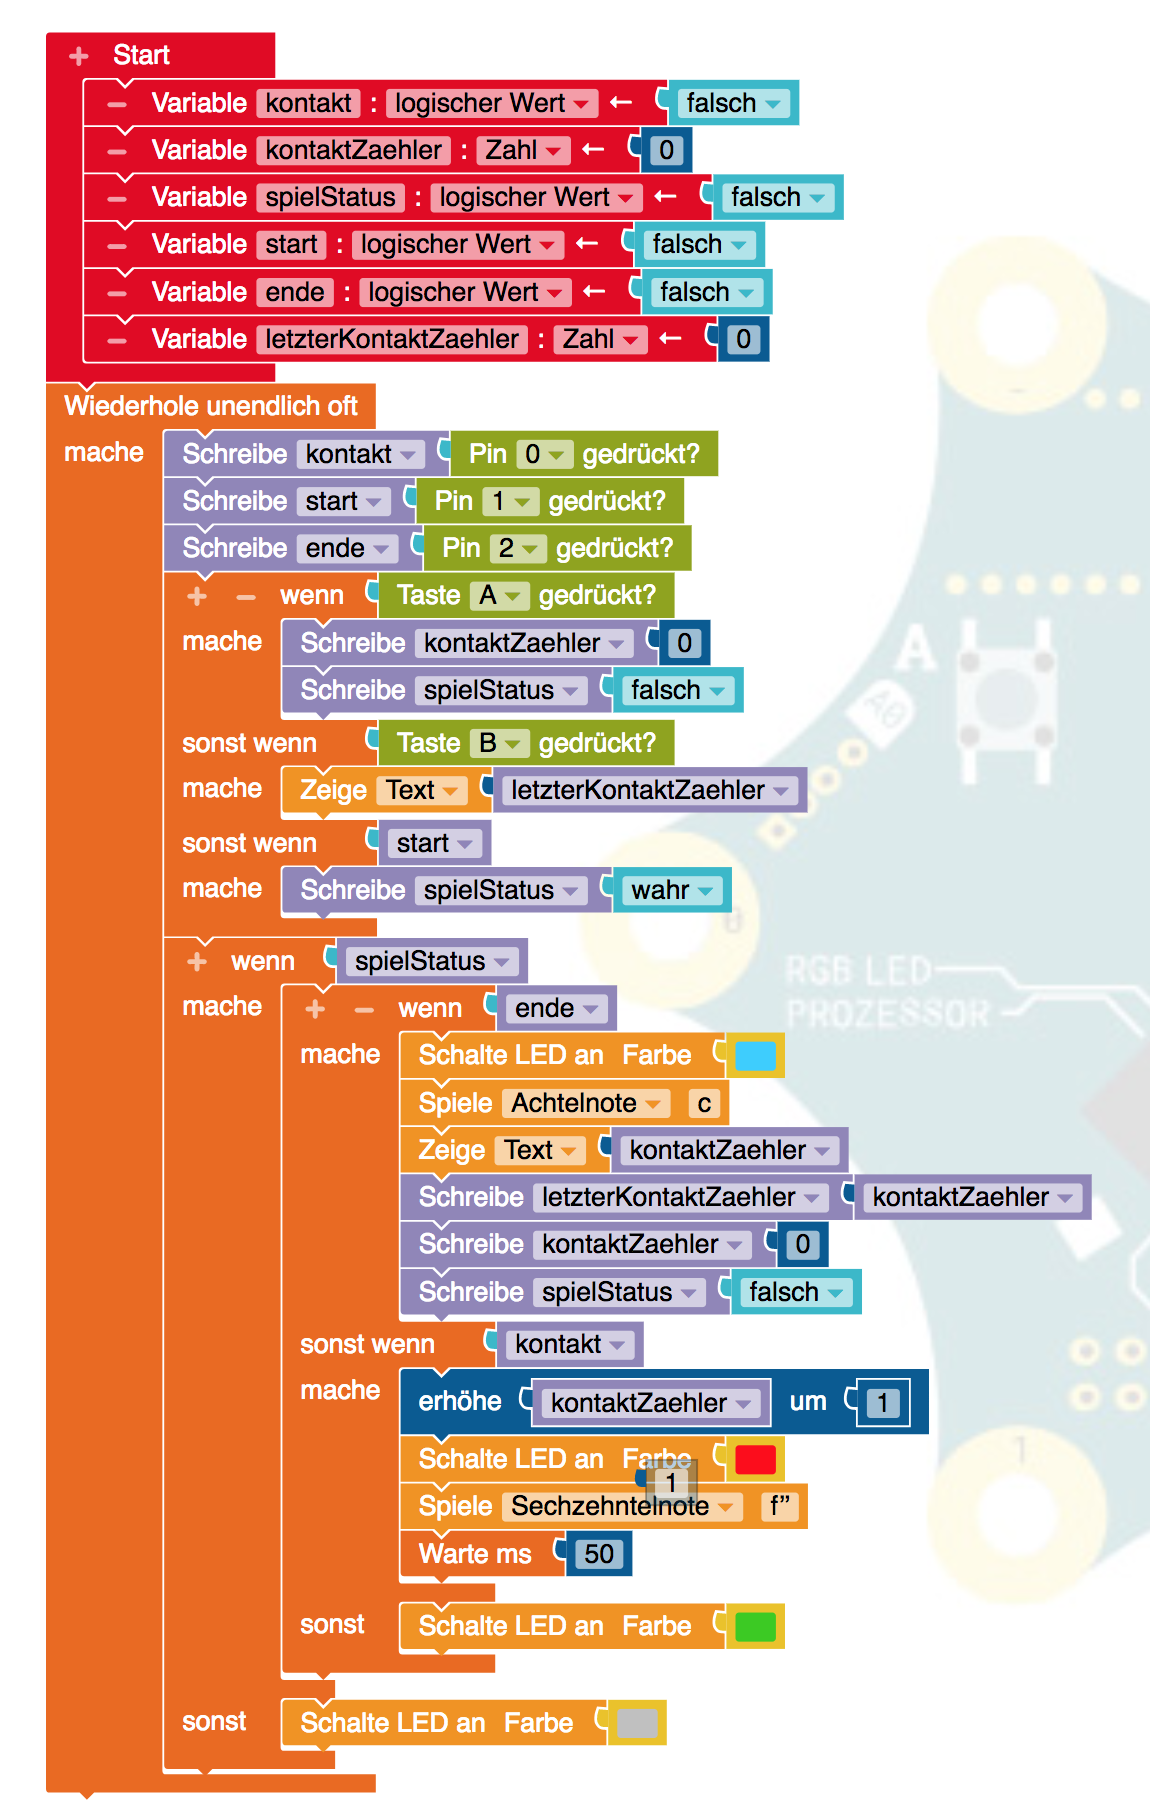 + Start
− Variable kontakt : logischer Wert ← falsch
− Variable kontaktZaehler : Zahl ← 0
− Variable spielStatus : logischer Wert ← falsch
− Variable start : logischer Wert ← falsch
− Variable ende : logischer Wert ← falsch
− Variable letzterKontaktZaehler : Zahl ← 0
Wiederhole unendlich oft
mache Schreibe kontakt Pin 0 gedrückt?
Schreibe start Pin 1 gedrückt?
Schreibe ende Pin 2 gedrückt?
+ − wenn Taste A gedrückt?
mache Schreibe kontaktZaehler 0
A
Schreibe spielStatus falsch
A0
sonst wenn Taste B gedrückt?
mache Zeige Text letzterKontaktZaehler
sonst wenn start
mache Schreibe spielStatus wahr
0
+ wenn spielStatus
RGB LED
PROZESSOR
mache + − wenn ende
mache Schalte LED an Farbe
Spiele Achtelnote c
Zeige Text kontaktZaehler
Schreibe letzterKontaktZaehler kontaktZaehler
Schreibe kontaktZaehler 0
Schreibe spielStatus falsch
sonst wenn kontakt
mache erhöhe kontaktZaehler um 1
Schalte LED an Farbe
1
1
Spiele Sechzehntelnote f”
Warte ms 50
sonst Schalte LED an Farbe
sonst Schalte LED an Farbe